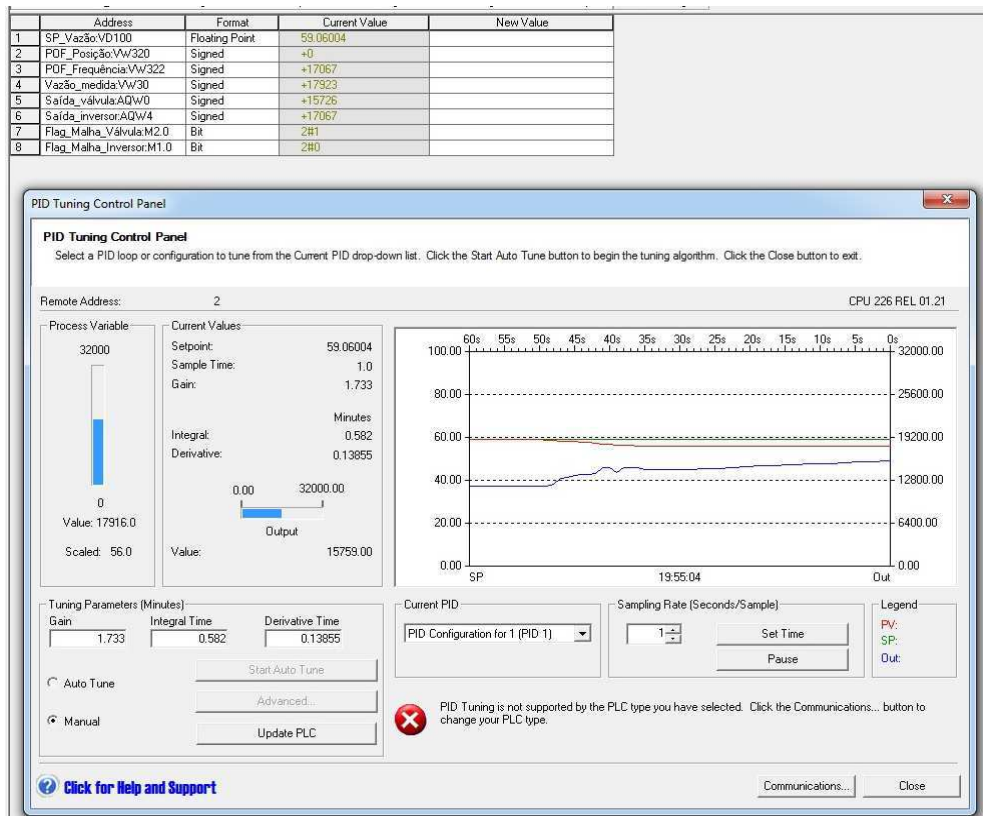 Address Format Current Value New Value
1 SP_Vazão:VD100 Floating Point 59.06004
2 POF_Posição:VW320 Signed +0
3 POF_Frequência:VW322 Signed +17067
4 Vazão_medida:VW30 Signed +17923
5 Saída_válvula:AQW0 Signed +15726
6 Saída_inversor:AQW4 Signed +17067
7 Flag_Malha_Válvula:M2.0 Bit 2#1
8 Flag_Malha_Inversor:M1.0 Bit 2#0
PID Tuning Control Panel
PID Tuning Control Panel
Select a PID loop or configuration to tune from the Current PID drop-down list. Click the Start Auto Tune button to begin the tuning algorithm. Click the Close button to exit.
Remote Address: 2 CPU 226 REL 01.21
Process Variable
32000
0
Value: 17916.0
Scaled: 56.0
Current Values
Setpoint: 59.06004
Sample Time: 1.0
Gain: 1.733
Minutes
Integral: 0.582
Derivative: 0.13855
0.00 32000.00
Output
Value: 15759.00
60s 55s 50s 45s 40s 35s 30s 25s 20s 15s 10s 5s 0s
100.00 32000.00
80.00 25600.00
60.00 19200.00
40.00 12800.00
20.00 6400.00
0.00 0.00
SP 19:55:04 Out
Tuning Parameters (Minutes)
Gain Integral Time Derivative Time
1.733 0.582 0.13855
Start Auto Tune
Auto Tune
Advanced...
Manual
Update PLC
Current PID
PID Configuration for 1 (PID 1)
Sampling Rate (Seconds/Sample)
1 Set Time
Pause
Legend
PV:
SP:
Out:
PID Tuning is not supported by the PLC type you have selected. Click the Communications... button to
change your PLC type.
Click for Help and Support
Communications... Close